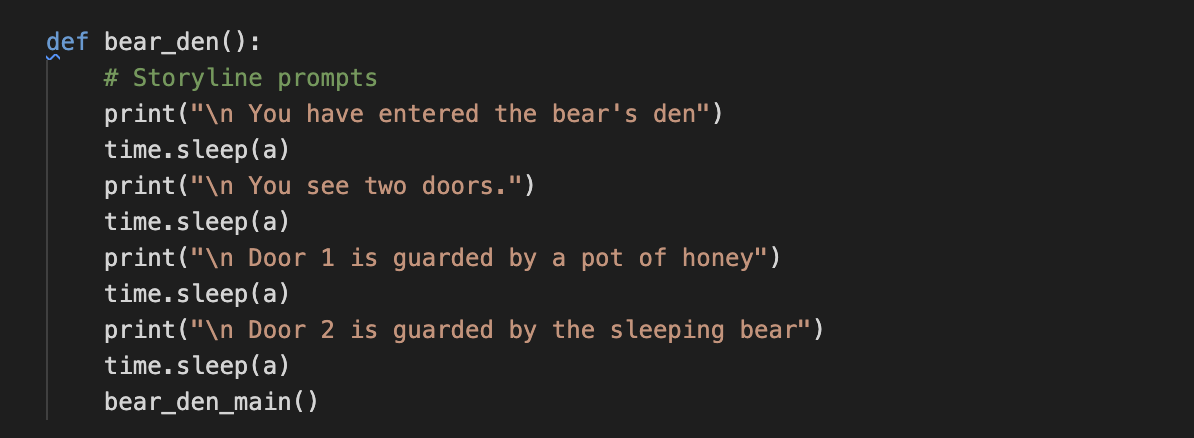 def bear_den():
    # Storyline prompts
    print("\n You have entered the bear's den")
    time.sleep(a)
    print("\n You see two doors.")
    time.sleep(a)
    print("\n Door 1 is guarded by a pot of honey")
    time.sleep(a)
    print("\n Door 2 is guarded by the sleeping bear")
    time.sleep(a)
    bear_den_main()